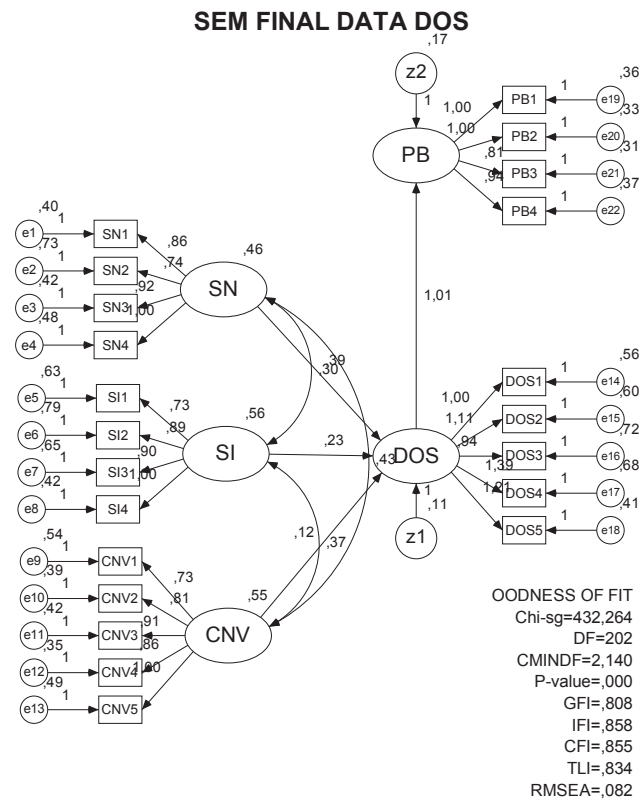 SEM FINAL DATA DOS
,17
z2
1
PB
1,00
1,00
,81
,94
PB1
PB2
PB3
PB4
1
1
1
1
,36
e19
,33
e20
,31
e21
,37
e22
1,01
,40
e1
1
SN1
,73
e2
1
SN2
,42
e3
1
SN3
,48
e4
1
SN4
,86
,74
,92
1,00
,46
SN
,63
e5
1
SI1
,79
e6
1
SI2
,65
e7
1
SI3
,42
e8
1
SI4
,73
,89
,90
1,00
,56
SI
,54
e9
1
CNV1
,39
e10
1
CNV2
,42
e11
1
CNV3
,35
e12
1
CNV4
,49
e13
1
CNV5
,73
,81
,91
,86
1,00
,55
CNV
,39
,30
,23
,43
,12
,37
DOS
1
,11
z1
1,00
1,11
,94
1,39
1,21
DOS1
DOS2
DOS3
DOS4
DOS5
1
1
1
1
1
,56
e14
,60
e15
,72
e16
,68
e17
,41
e18
OODNESS OF FIT
Chi-sg=432,264
DF=202
CMINDF=2,140
P-value=,000
GFI=,808
IFI=,858
CFI=,855
TLI=,834
RMSEA=,082